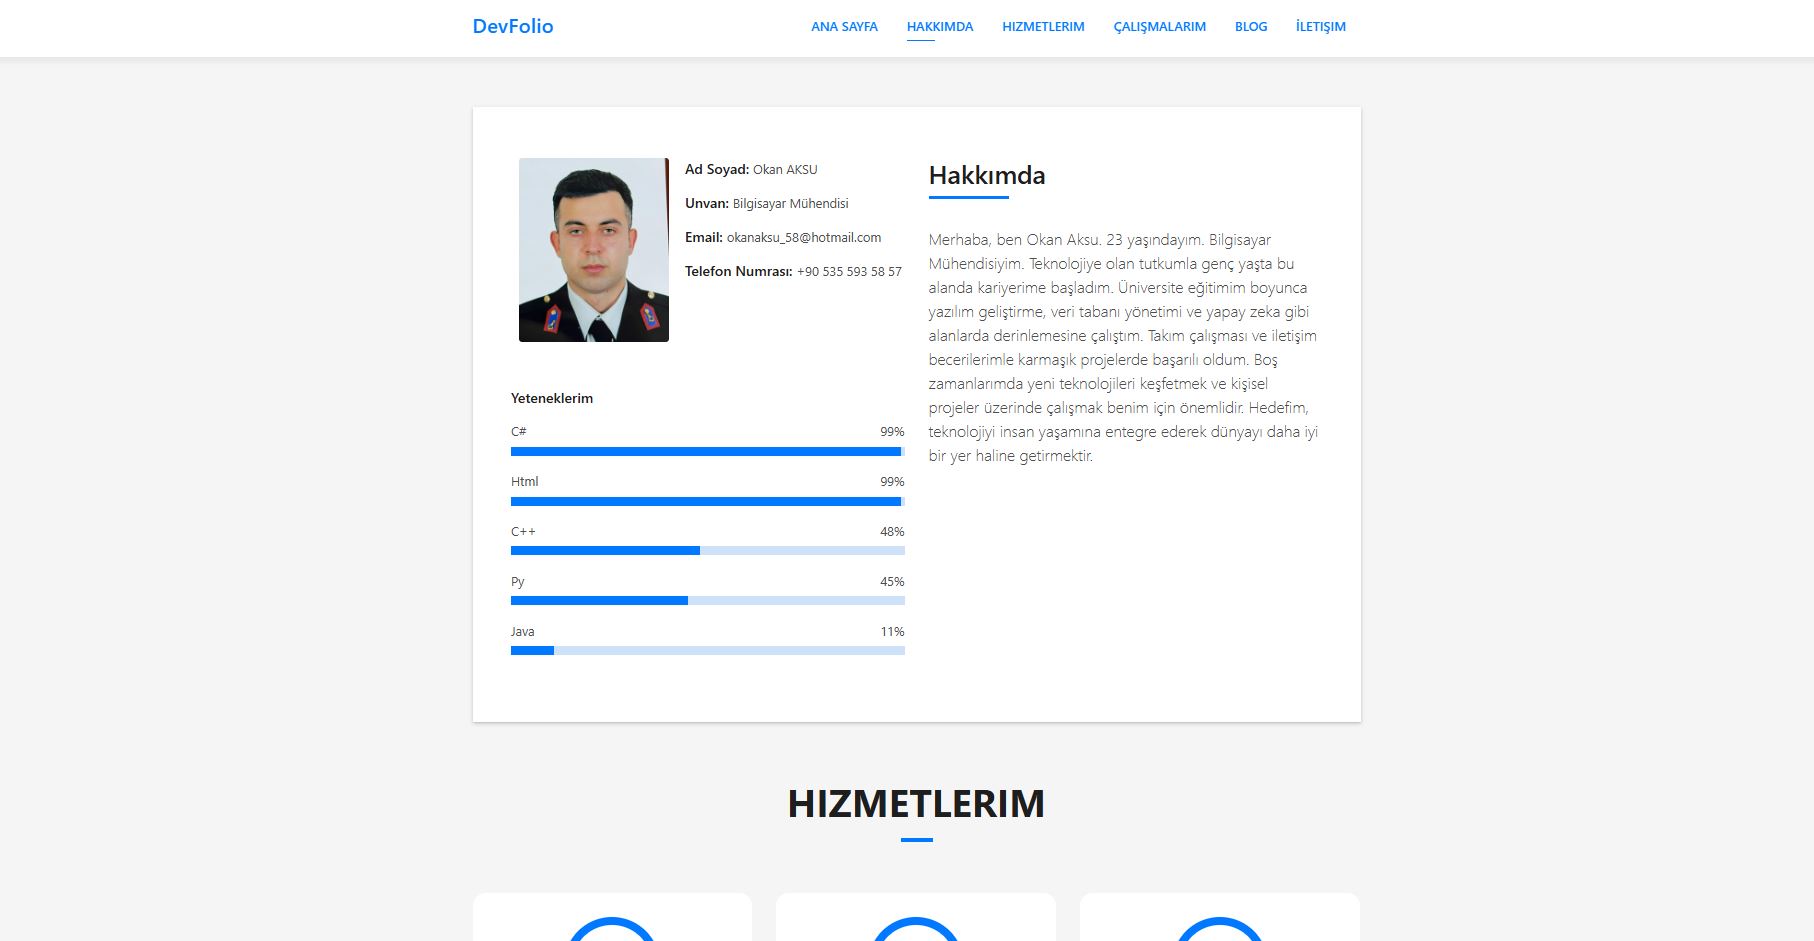 DevFolio
ANA SAYFA
HAKKIMDA
HIZMETLERIM
ÇALIŞMALARIM
BLOG
İLETIŞIM
Ad Soyad: Okan AKSU
Unvan: Bilgisayar Mühendisi
Email: okanaksu_58@hotmail.com
Telefon Numrası: +90 535 593 58 57
Yeteneklerim
C# 99%
Html 99%
C++ 48%
Py 45%
Java 11%
Hakkımda
Merhaba, ben Okan Aksu. 23 yaşındayım. Bilgisayar
Mühendisiyim. Teknolojiye olan tutkumla genç yaşta bu
alanda kariyerime başladım. Üniversite eğitimim boyunca
yazılım geliştirme, veri tabanı yönetimi ve yapay zeka gibi
alanlarda derinlemesine çalıştım. Takım çalışması ve iletişim
becerilerimle karmaşık projelerde başarılı oldum. Boş
zamanlarımda yeni teknolojileri keşfetmek ve kişisel
projeler üzerinde çalışmak benim için önemlidir. Hedefim,
teknolojiyi insan yaşamına entegre ederek dünyayı daha iyi
bir yer haline getirmektir.
HIZMETLERIM